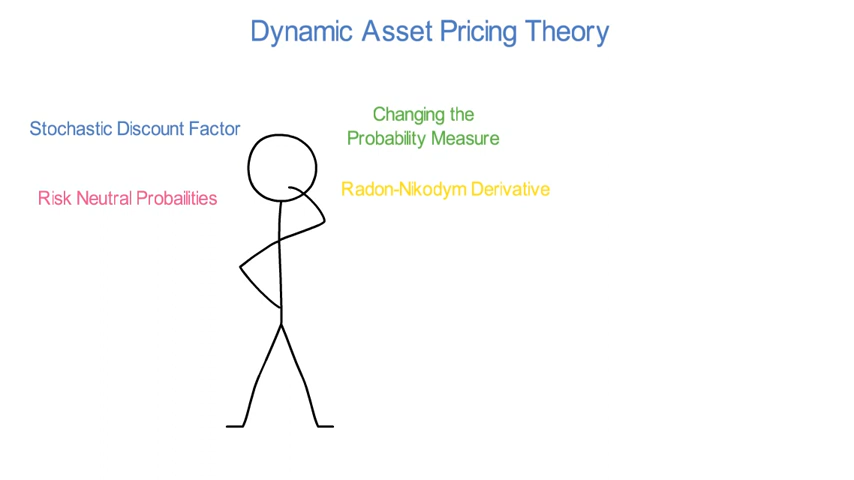 Dynamic Asset Pricing Theory
Stochastic Discount Factor
Changing the
Probability Measure
Risk Neutral Probailities
Radon-Nikodym Derivative